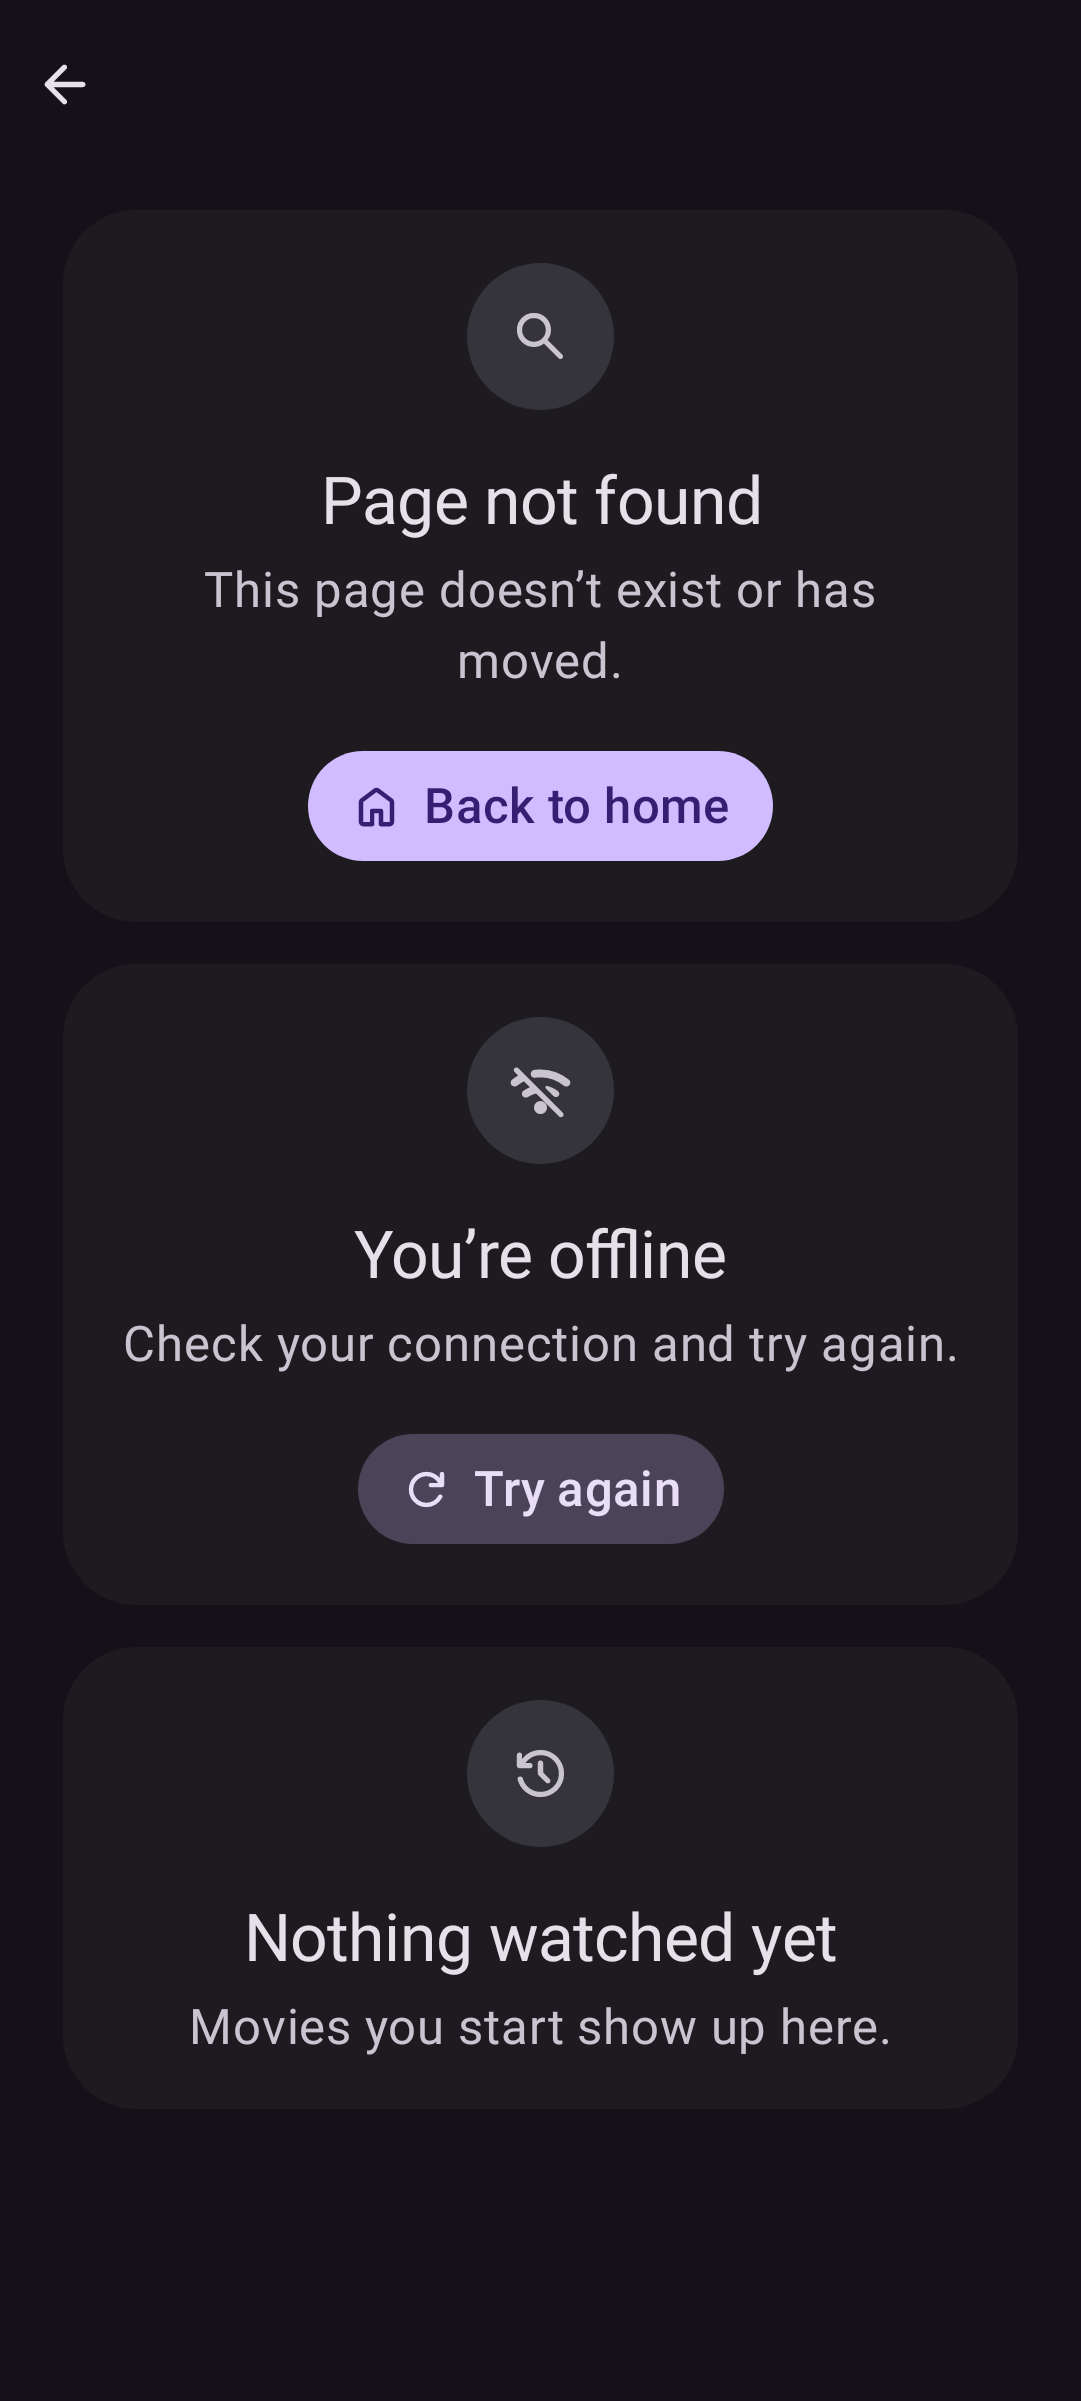 Page not found
This page doesn’t exist or has
moved.
Back to home
You’re offline
Check your connection and try again.
Try again
Nothing watched yet
Movies you start show up here.